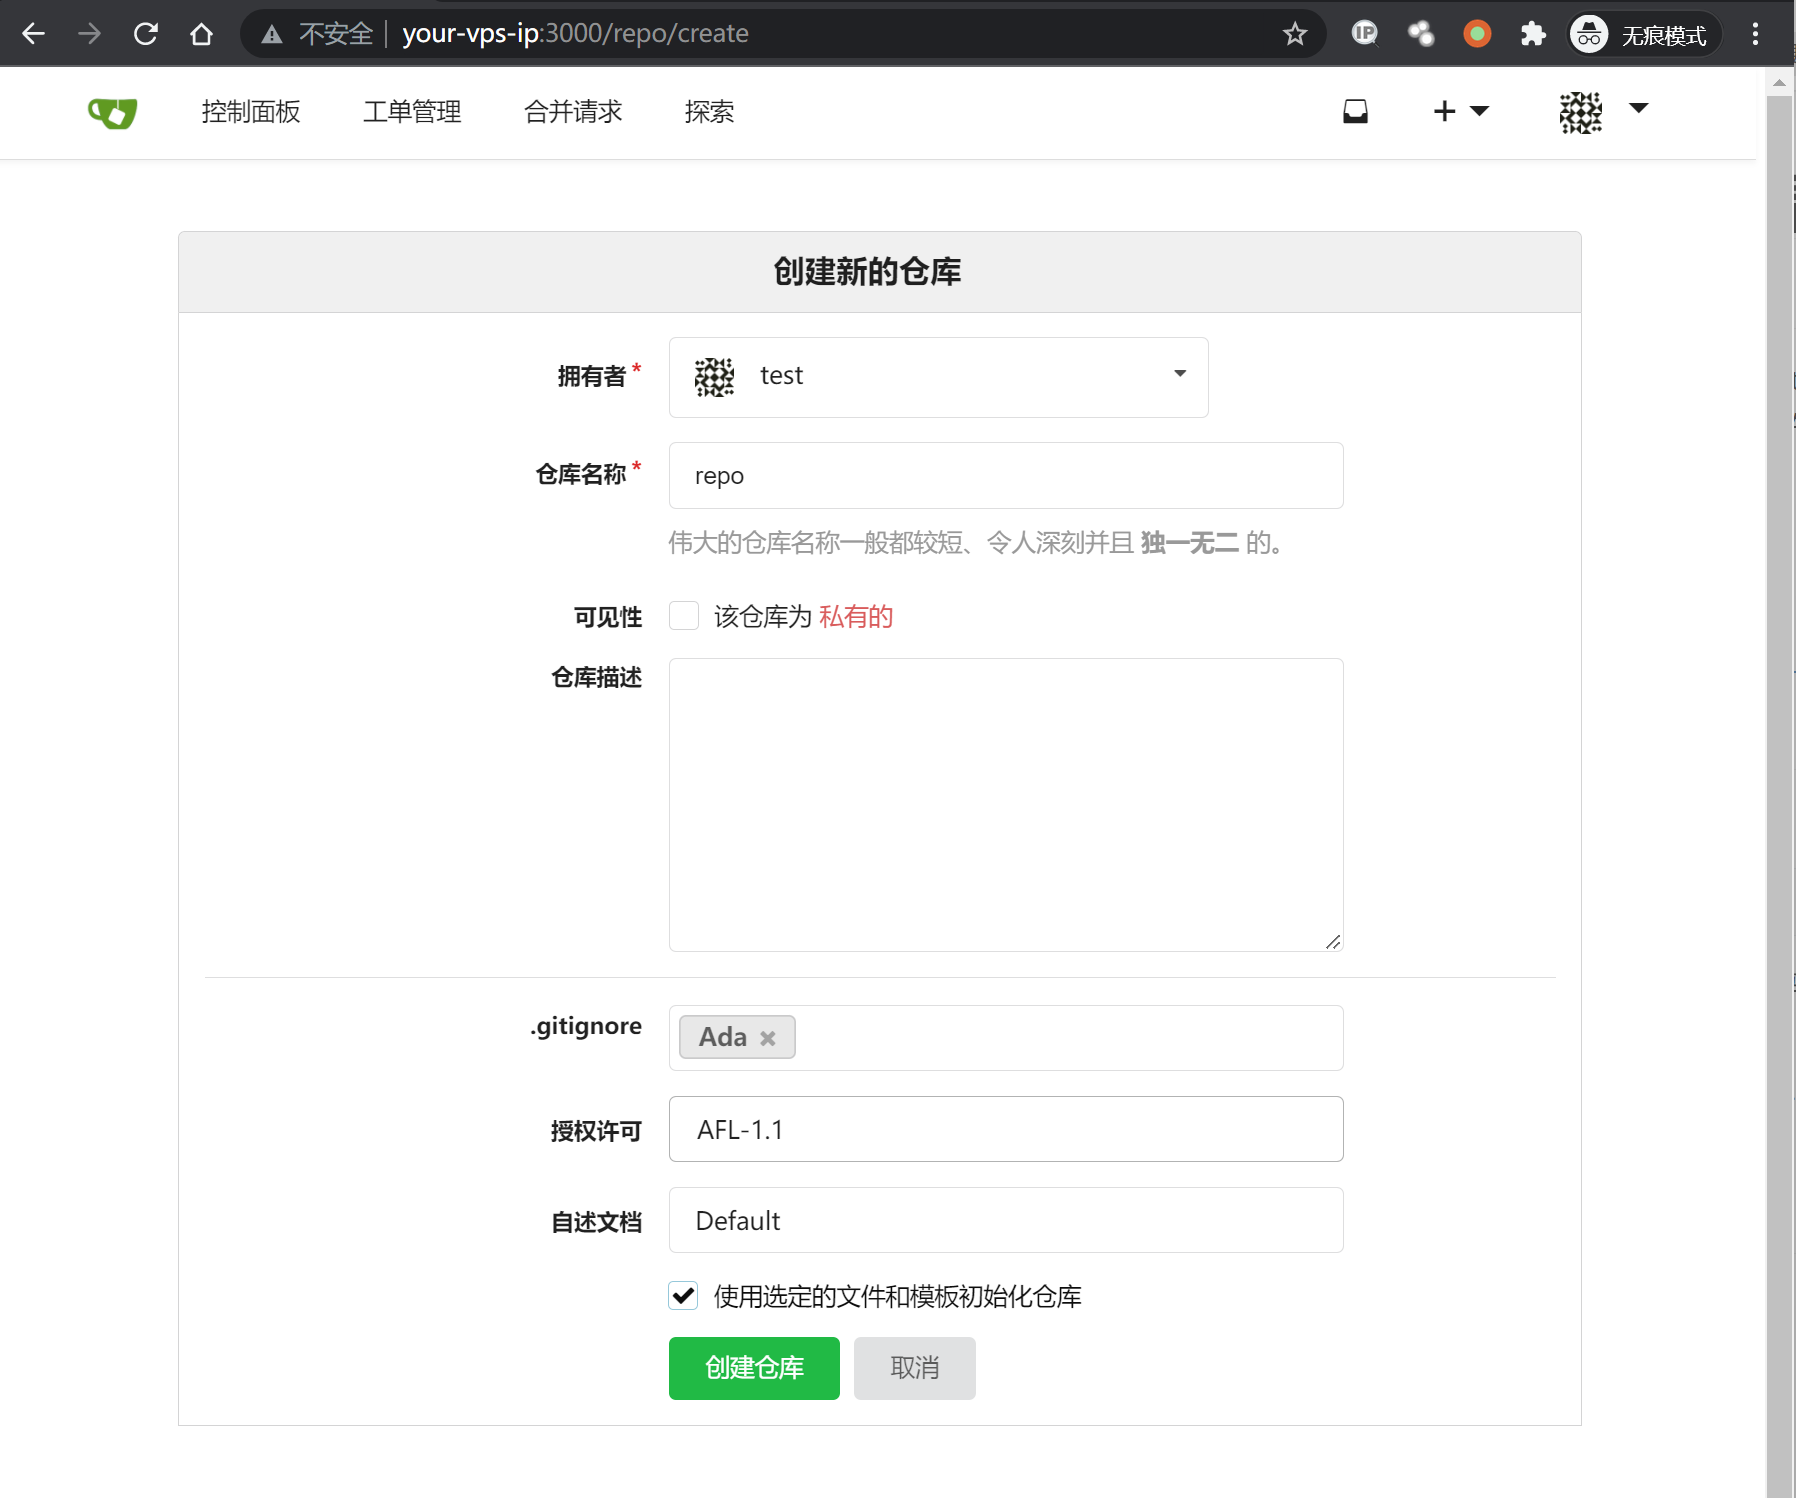 不安全 your-vps-ip:3000/repo/create 无痕模式
控制面板 工单管理 合并请求 探索
创建新的仓库
拥有者* test
仓库名称* repo
伟大的仓库名称一般都较短、令人深刻并且 独一无二 的。
可见性 该仓库为 私有的
仓库描述
.gitignore Ada
授权许可 AFL-1.1
自述文档 Default
使用选定的文件和模板初始化仓库
创建仓库 取消